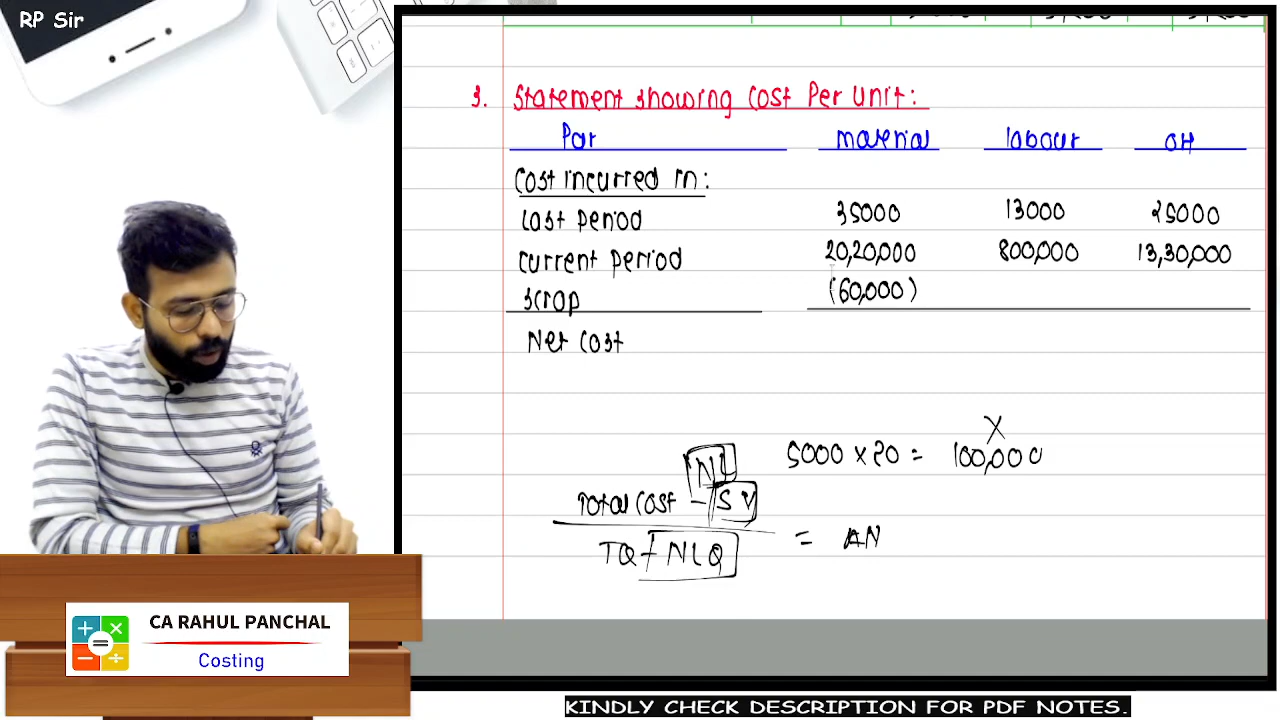 RP Sir
3. Statement showing Cost Per Unit:
Par material labour OH
Cost incurred in:
Last Period 35000 13000 25000
Current Period 20,20,000 800,000 13,30,000
Scrap (60,000)
Net Cost
X
5000 x 20 = 100,000
NL
Total Cost - SV
TQ - NLQ = AN
CA RAHUL PANCHAL
Costing
KINDLY CHECK DESCRIPTION FOR PDF NOTES.